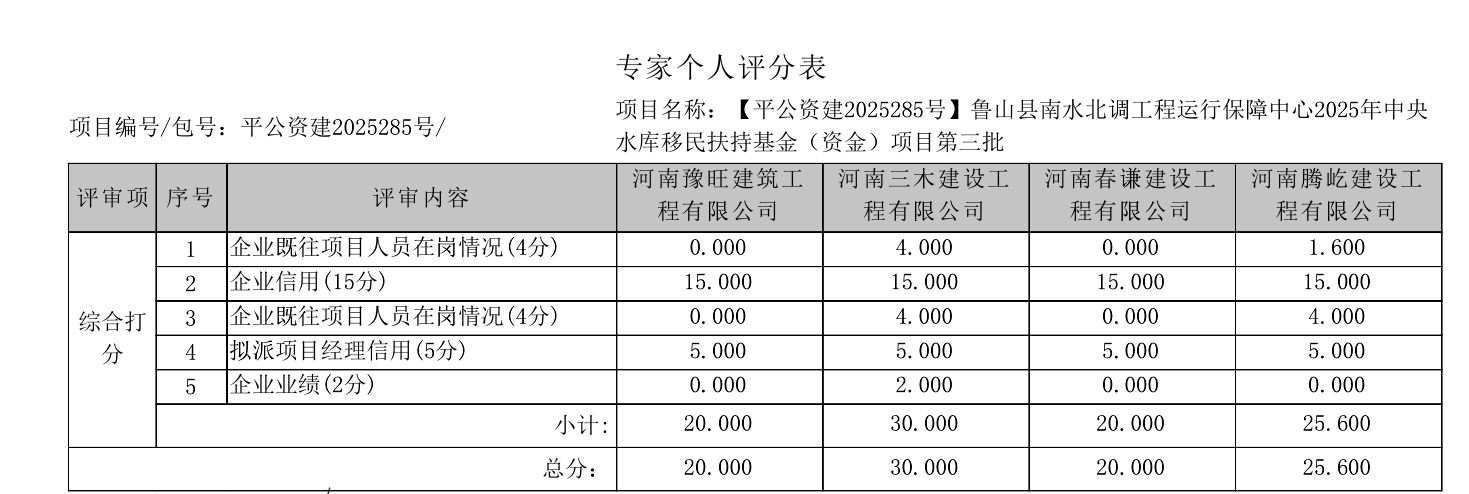 专家个人评分表
项目编号/包号：平公资建2025285号/
项目名称：【平公资建2025285号】鲁山县南水北调工程运行保障中心2025年中央
水库移民扶持基金（资金）项目第三批
评审项 序号 评审内容 河南豫旺建筑工程有限公司 河南三木建设工程有限公司 河南春谦建设工程有限公司 河南腾屹建设工程有限公司
综合打分
1 企业既往项目人员在岗情况(4分) 0.000 4.000 0.000 1.600
2 企业信用(15分) 15.000 15.000 15.000 15.000
3 企业既往项目人员在岗情况(4分) 0.000 4.000 0.000 4.000
4 拟派项目经理信用(5分) 5.000 5.000 5.000 5.000
5 企业业绩(2分) 0.000 2.000 0.000 0.000
小计: 20.000 30.000 20.000 25.600
总分： 20.000 30.000 20.000 25.600